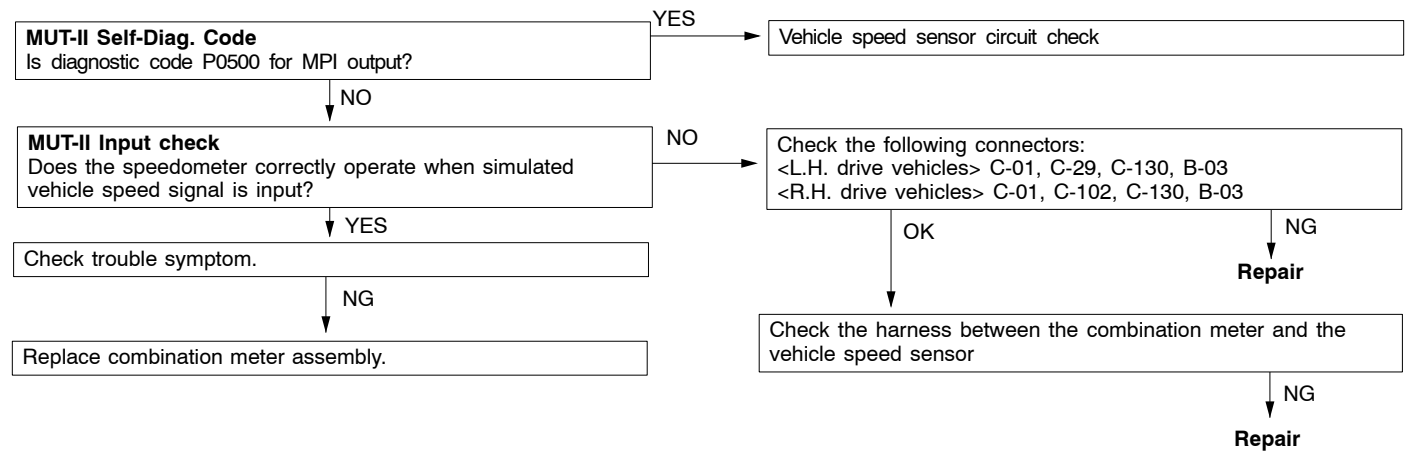 MUT-II Self-Diag. Code
Is diagnostic code P0500 for MPI output?
YES
Vehicle speed sensor circuit check
NO
MUT-II Input check
Does the speedometer correctly operate when simulated
vehicle speed signal is input?
NO
Check the following connectors:
<L.H. drive vehicles> C-01, C-29, C-130, B-03
<R.H. drive vehicles> C-01, C-102, C-130, B-03
YES
OK
NG
Check trouble symptom.
Repair
NG
Check the harness between the combination meter and the
vehicle speed sensor
Replace combination meter assembly.
NG
Repair